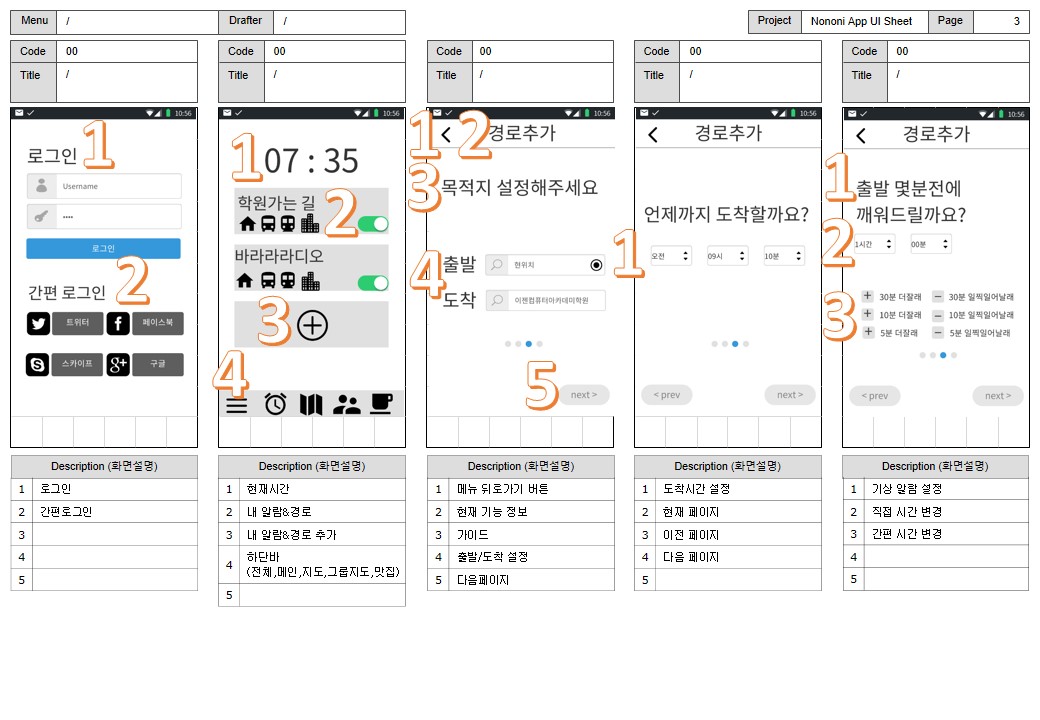 Menu / Drafter / Project Nononi App UI Sheet Page 3
Code 00
Title /
10:56
1
로그인
Username
••••
로그인
2
간편 로그인
트위터 페이스북
스카이프 구글
Description (화면설명)
1 로그인
2 간편로그인
3
4
5
Code 00
Title /
10:56
1 07 : 35
학원가는 길 2
바라라라디오
3
4
Description (화면설명)
1 현재시간
2 내 알람&경로
3 내 알람&경로 추가
4 하단바
(전체,메인,지도,그룹지도,맛집)
5
Code 00
Title /
10:56
1 < 2 경로추가
3 목적지 설정해주세요
4 출발 현위치
도착 이젠컴퓨터아카데미학원
5 next >
Description (화면설명)
1 메뉴 뒤로가기 버튼
2 현재 기능 정보
3 가이드
4 출발/도착 설정
5 다음페이지
Code 00
Title /
10:56
< 경로추가
언제까지 도착할까요?
1 오전 09시 10분
< prev next >
Description (화면설명)
1 도착시간 설정
2 현재 페이지
3 이전 페이지
4 다음 페이지
5
Code 00
Title /
10:56
< 경로추가
1 출발 몇분전에
깨워드릴까요?
2 1시간 00분
3 + 30분 더잘래 − 30분 일찍일어날래
+ 10분 더잘래 − 10분 일찍일어날래
+ 5분 더잘래 − 5분 일찍일어날래
< prev next >
Description (화면설명)
1 기상 알람 설정
2 직접 시간 변경
3 간편 시간 변경
4
5